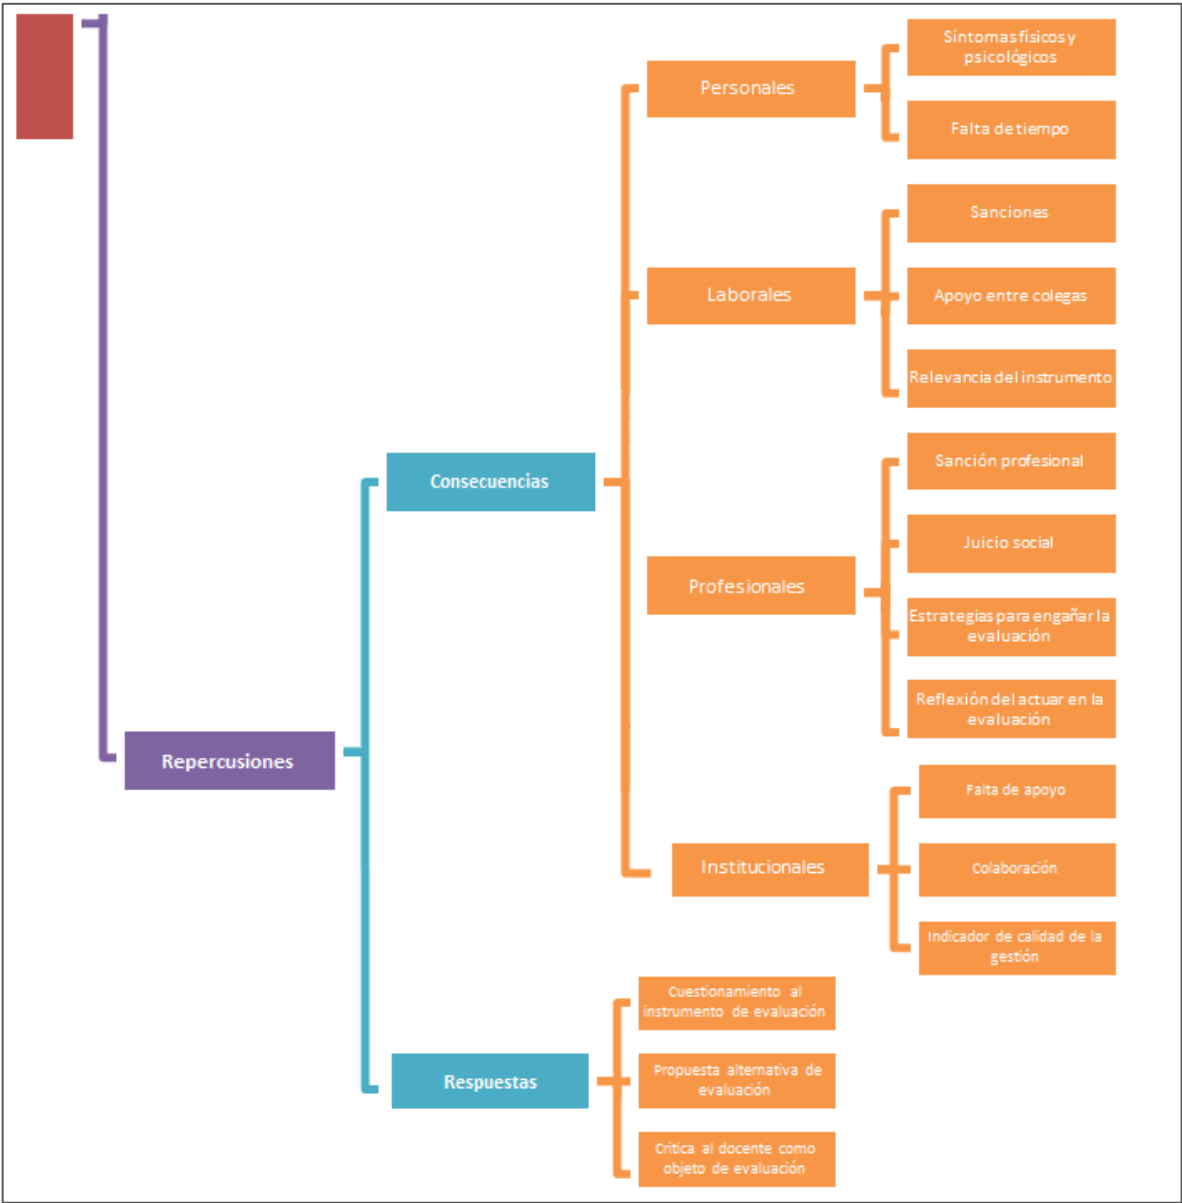 Síntomas físicos y
psicológicos
Personales
Falta de tiempo
Sanciones
Laborales
Apoyo entre colegas
Relevancia del instrumento
Sanción profesional
Consecuencias
Juicio social
Profesionales
Estrategias para engañar la
evaluación
Reflexión del actuar en la
evaluación
Repercusiones
Falta de apoyo
Institucionales
Colaboración
Indicador de calidad de la
gestión
Cuestionamiento al
instrumento de evaluación
Respuestas
Propuesta alternativa de
evaluación
Critica al docente como
objeto de evaluación